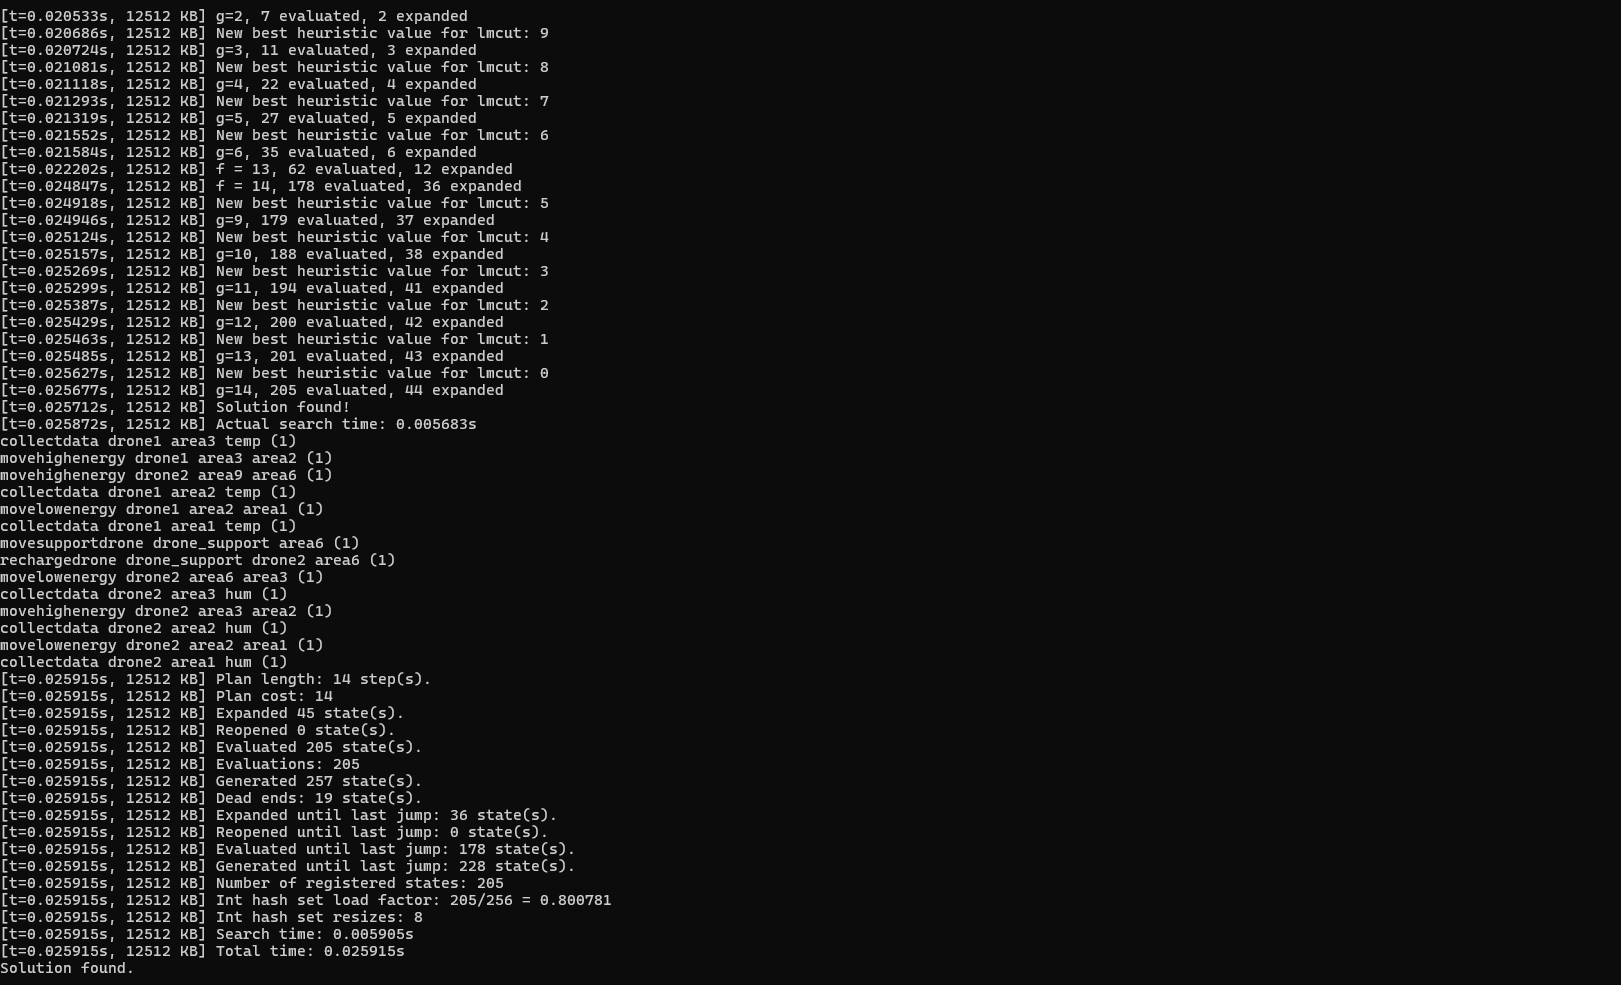 [t=0.020533s, 12512 KB] g=2, 7 evaluated, 2 expanded
[t=0.020686s, 12512 KB] New best heuristic value for lmcut: 9
[t=0.020724s, 12512 KB] g=3, 11 evaluated, 3 expanded
[t=0.021081s, 12512 KB] New best heuristic value for lmcut: 8
[t=0.021118s, 12512 KB] g=4, 22 evaluated, 4 expanded
[t=0.021293s, 12512 KB] New best heuristic value for lmcut: 7
[t=0.021319s, 12512 KB] g=5, 27 evaluated, 5 expanded
[t=0.021552s, 12512 KB] New best heuristic value for lmcut: 6
[t=0.021584s, 12512 KB] g=6, 35 evaluated, 6 expanded
[t=0.022202s, 12512 KB] f = 13, 62 evaluated, 12 expanded
[t=0.024847s, 12512 KB] f = 14, 178 evaluated, 36 expanded
[t=0.024918s, 12512 KB] New best heuristic value for lmcut: 5
[t=0.024946s, 12512 KB] g=9, 179 evaluated, 37 expanded
[t=0.025124s, 12512 KB] New best heuristic value for lmcut: 4
[t=0.025157s, 12512 KB] g=10, 188 evaluated, 38 expanded
[t=0.025269s, 12512 KB] New best heuristic value for lmcut: 3
[t=0.025299s, 12512 KB] g=11, 194 evaluated, 41 expanded
[t=0.025387s, 12512 KB] New best heuristic value for lmcut: 2
[t=0.025429s, 12512 KB] g=12, 200 evaluated, 42 expanded
[t=0.025463s, 12512 KB] New best heuristic value for lmcut: 1
[t=0.025485s, 12512 KB] g=13, 201 evaluated, 43 expanded
[t=0.025627s, 12512 KB] New best heuristic value for lmcut: 0
[t=0.025677s, 12512 KB] g=14, 205 evaluated, 44 expanded
[t=0.025712s, 12512 KB] Solution found!
[t=0.025872s, 12512 KB] Actual search time: 0.005683s
collectdata drone1 area3 temp (1)
movehighenergy drone1 area3 area2 (1)
movehighenergy drone2 area9 area6 (1)
collectdata drone1 area2 temp (1)
movelowenergy drone1 area2 area1 (1)
collectdata drone1 area1 temp (1)
movesupportdrone drone_support area6 (1)
rechargedrone drone_support drone2 area6 (1)
movelowenergy drone2 area6 area3 (1)
collectdata drone2 area3 hum (1)
movehighenergy drone2 area3 area2 (1)
collectdata drone2 area2 hum (1)
movelowenergy drone2 area2 area1 (1)
collectdata drone2 area1 hum (1)
[t=0.025915s, 12512 KB] Plan length: 14 step(s).
[t=0.025915s, 12512 KB] Plan cost: 14
[t=0.025915s, 12512 KB] Expanded 45 state(s).
[t=0.025915s, 12512 KB] Reopened 0 state(s).
[t=0.025915s, 12512 KB] Evaluated 205 state(s).
[t=0.025915s, 12512 KB] Evaluations: 205
[t=0.025915s, 12512 KB] Generated 257 state(s).
[t=0.025915s, 12512 KB] Dead ends: 19 state(s).
[t=0.025915s, 12512 KB] Expanded until last jump: 36 state(s).
[t=0.025915s, 12512 KB] Reopened until last jump: 0 state(s).
[t=0.025915s, 12512 KB] Evaluated until last jump: 178 state(s).
[t=0.025915s, 12512 KB] Generated until last jump: 228 state(s).
[t=0.025915s, 12512 KB] Number of registered states: 205
[t=0.025915s, 12512 KB] Int hash set load factor: 205/256 = 0.800781
[t=0.025915s, 12512 KB] Int hash set resizes: 8
[t=0.025915s, 12512 KB] Search time: 0.005905s
[t=0.025915s, 12512 KB] Total time: 0.025915s
Solution found.